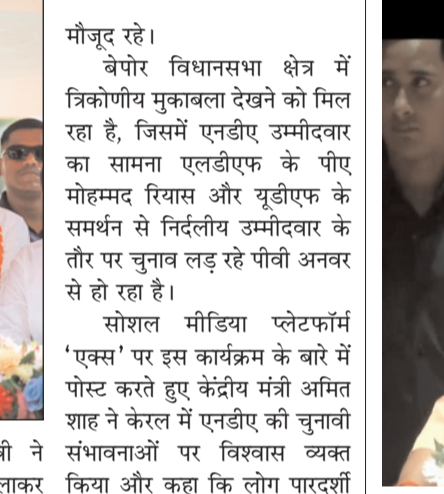 मौजूद रहे।
बेपोर विधानसभा क्षेत्र में
त्रिकोणीय मुकाबला देखने को मिल
रहा है, जिसमें एनडीए उम्मीदवार
का सामना एलडीएफ के पीए
मोहम्मद रियास और यूडीएफ के
समर्थन से निर्दलीय उम्मीदवार के
तौर पर चुनाव लड़ रहे पीवी अनवर
से हो रहा है।
सोशल मीडिया प्लेटफॉर्म
‘एक्स’ पर इस कार्यक्रम के बारे में
पोस्ट करते हुए केंद्रीय मंत्री अमित
शाह ने केरल में एनडीए की चुनावी
संभावनाओं पर विश्वास व्यक्त
किया और कहा कि लोग पारदर्शी